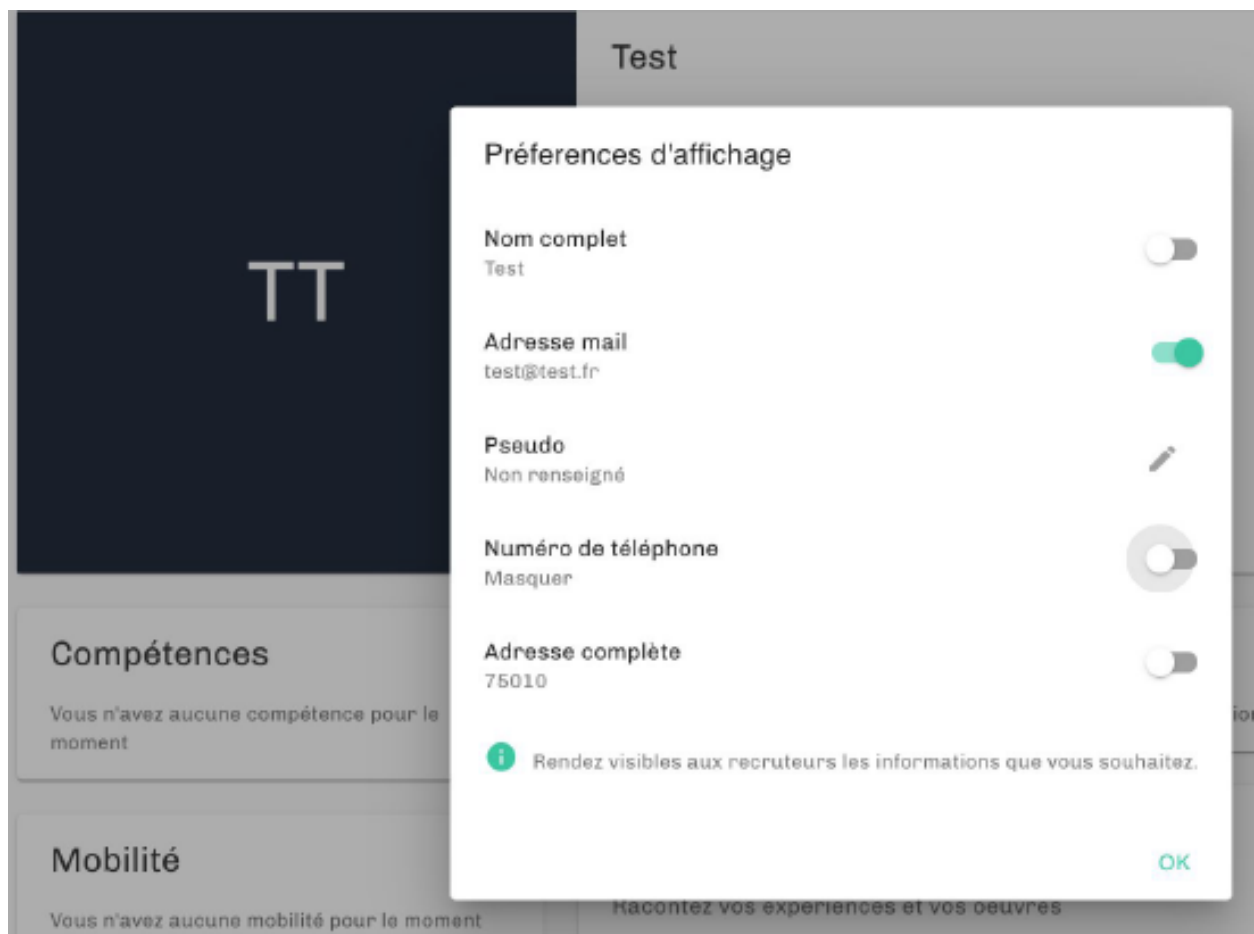 Test
TT
Préferences d'affichage
Nom complet
Test
Adresse mail
test@test.fr
Pseudo
Non renseigné
Numéro de téléphone
Masquer
Adresse complète
75010
Rendez visibles aux recruteurs les informations que vous souhaitez.
OK
Compétences
Vous n'avez aucune compétence pour le
moment
Mobilité
Vous n'avez aucune mobilité pour le moment
Racontez vos expériences et vos oeuvres